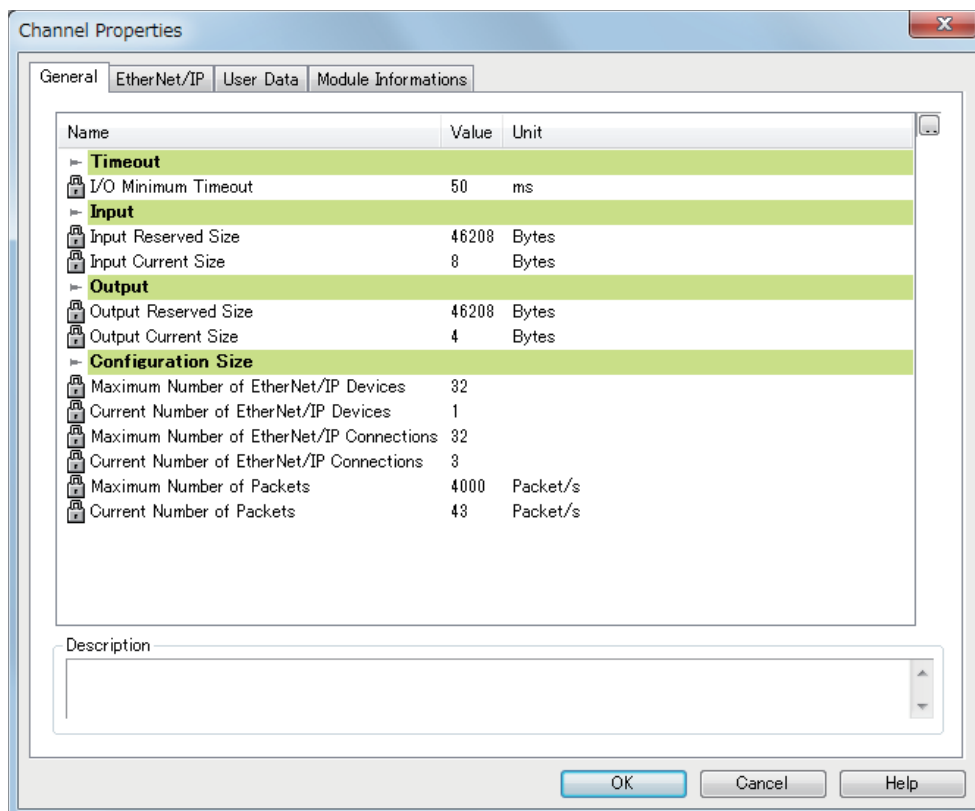 Channel Properties
General EtherNet/IP User Data Module Informations
Name Value Unit
Timeout
I/O Minimum Timeout 50 ms
Input
Input Reserved Size 46208 Bytes
Input Current Size 8 Bytes
Output
Output Reserved Size 46208 Bytes
Output Current Size 4 Bytes
Configuration Size
Maximum Number of EtherNet/IP Devices 32
Current Number of EtherNet/IP Devices 1
Maximum Number of EtherNet/IP Connections 32
Current Number of EtherNet/IP Connections 3
Maximum Number of Packets 4000 Packet/s
Current Number of Packets 43 Packet/s
Description
OK Cancel Help